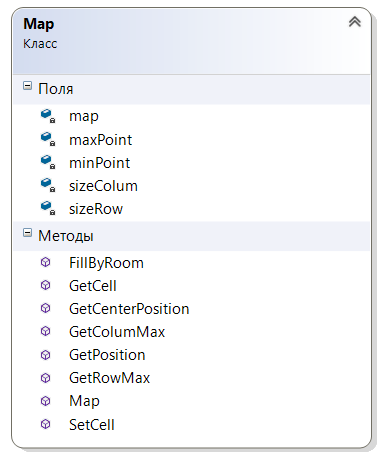 Map
Класс
Поля
map
maxPoint
minPoint
sizeColum
sizeRow
Методы
FillByRoom
GetCell
GetCenterPosition
GetColumMax
GetPosition
GetRowMax
Map
SetCell